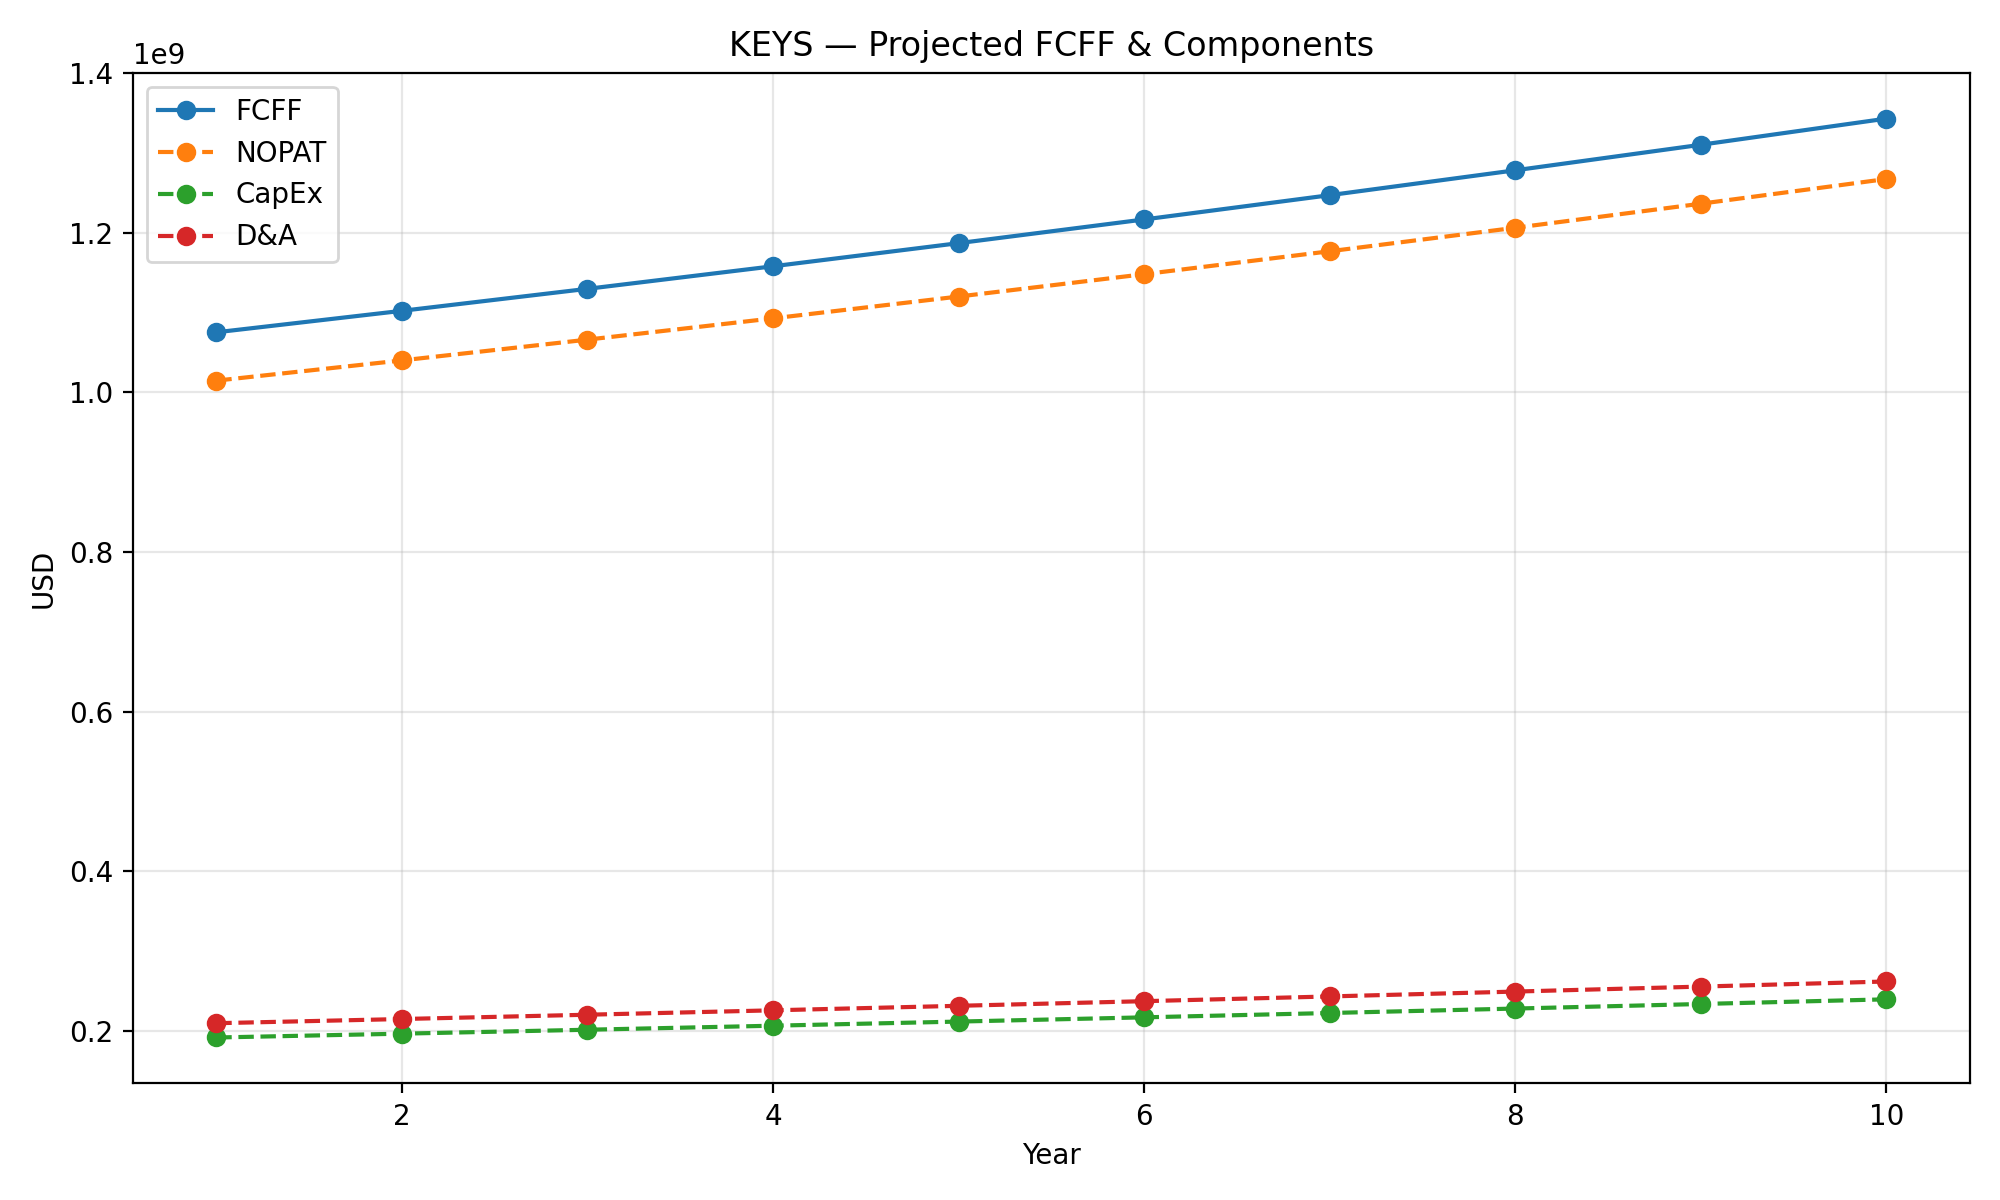 KEYS — Projected FCFF & Components
1e9
1.4
1.2
1.0
0.8
0.6
0.4
0.2
USD
FCFF
NOPAT
CapEx
D&A
2
4
6
8
10
Year